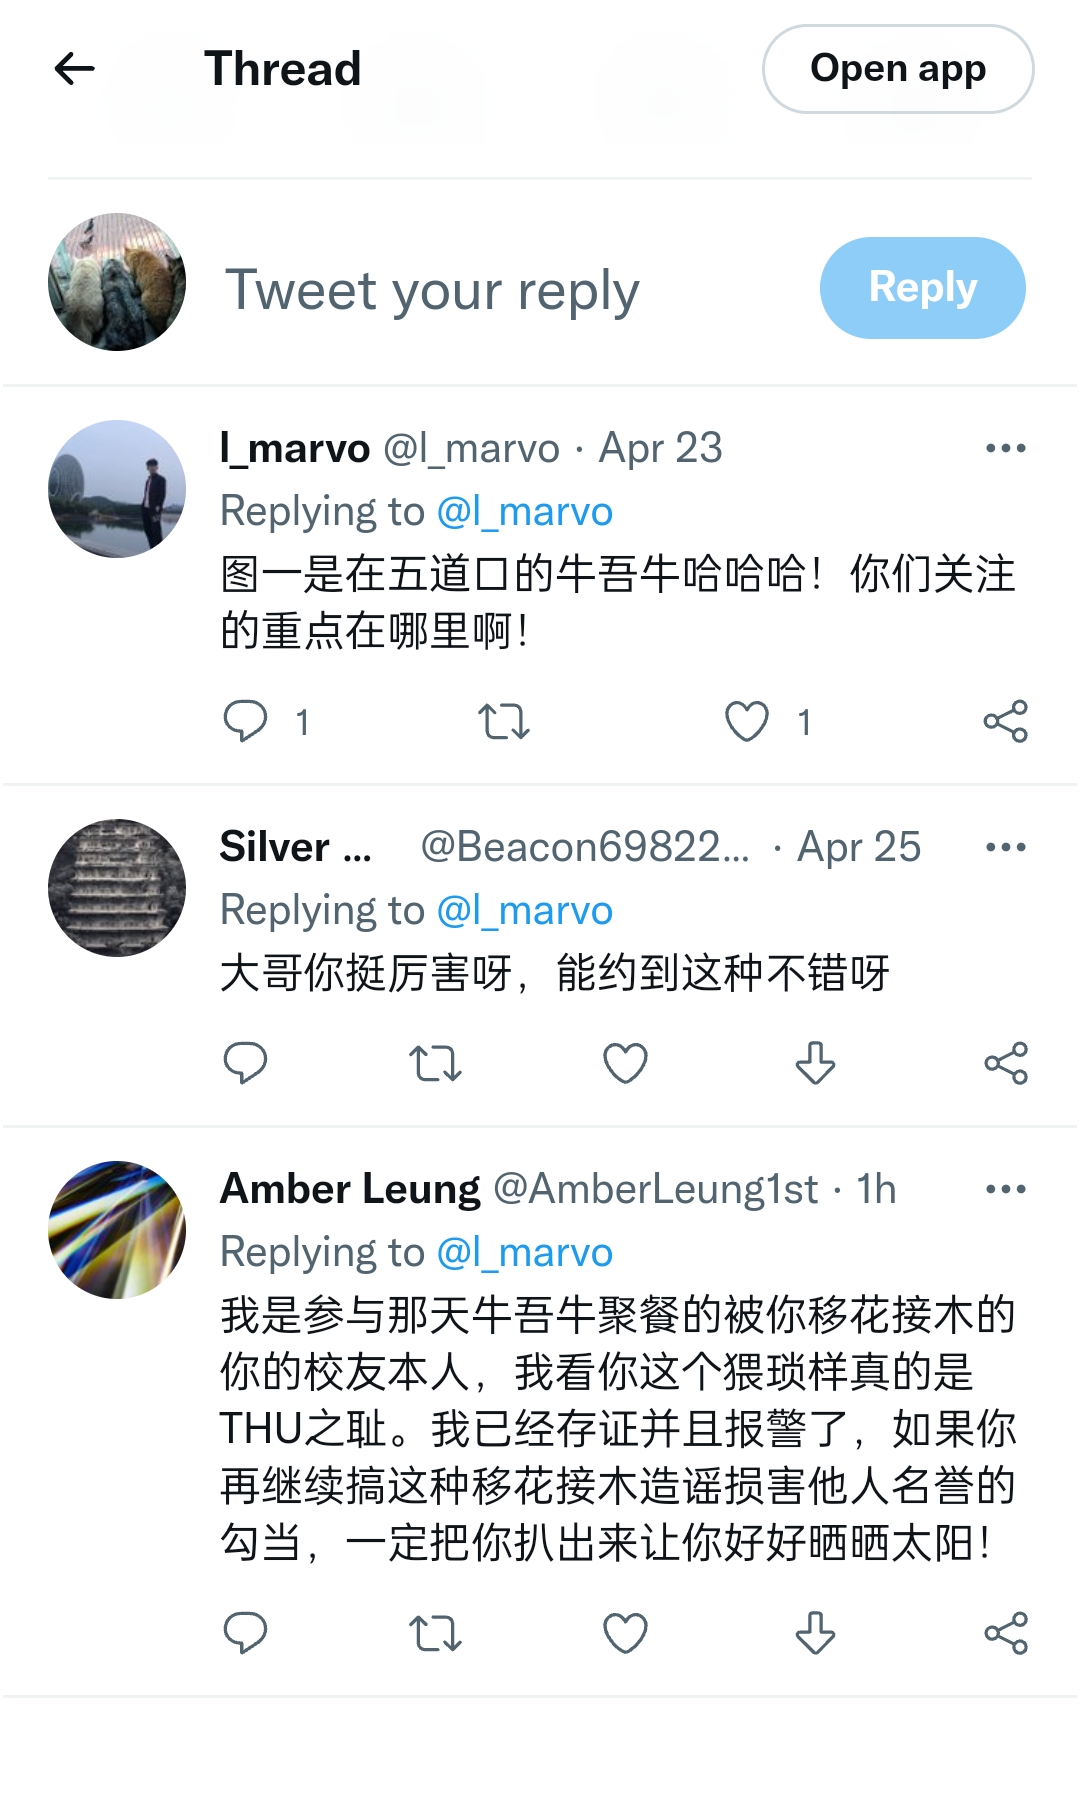 Thread
Open app
Tweet your reply
Reply
l_marvo @l_marvo · Apr 23
Replying to @l_marvo
图一是在五道口的牛吾牛哈哈哈！你们关注
的重点在哪里啊！
1
1
Silver ... @Beacon69822... · Apr 25
Replying to @l_marvo
大哥你挺厉害呀，能约到这种不错呀
Amber Leung @AmberLeung1st · 1h
Replying to @l_marvo
我是参与那天牛吾牛聚餐的被你移花接木的
你的校友本人，我看你这个猥琐样真的是
THU之耻。我已经存证并且报警了，如果你
再继续搞这种移花接木造谣损害他人名誉的
勾当，一定把你扒出来让你好好晒晒太阳！